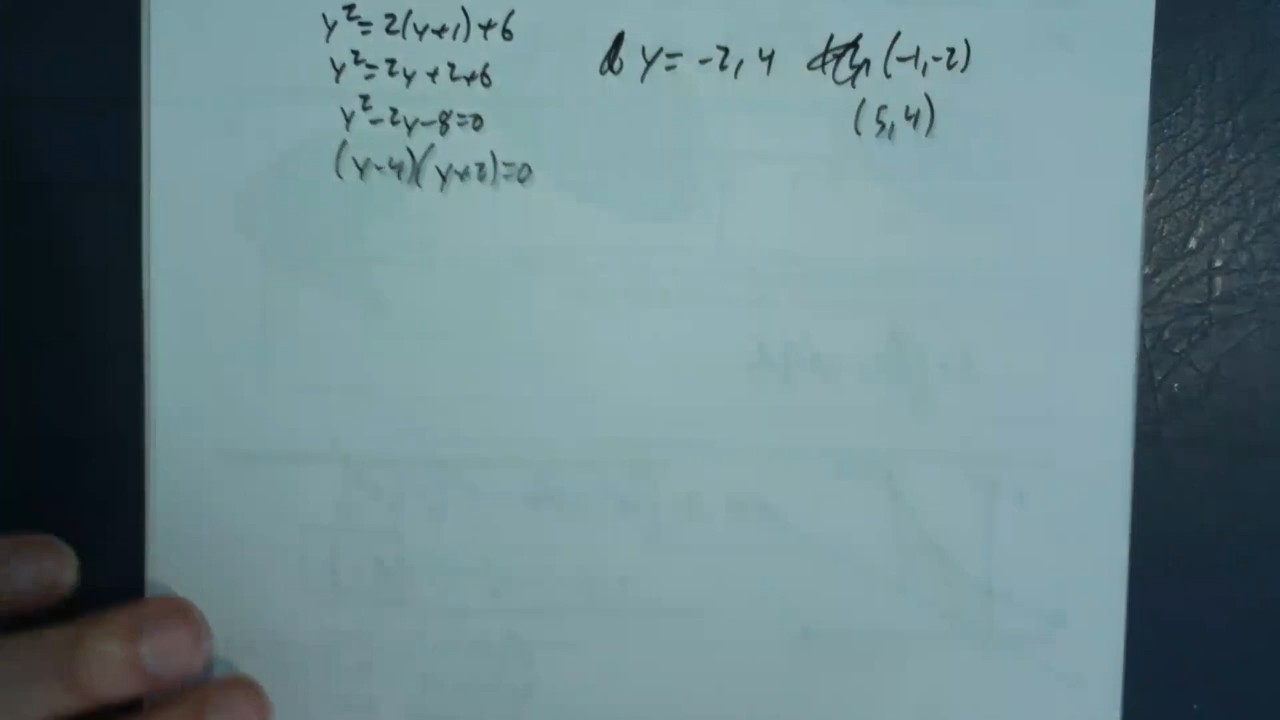 y²=2(y+1)+6
y²=2y+2+6
y²-2y-8=0
(y-4)(y+2)=0
y=-2,4 (-1,-2)
(5,4)